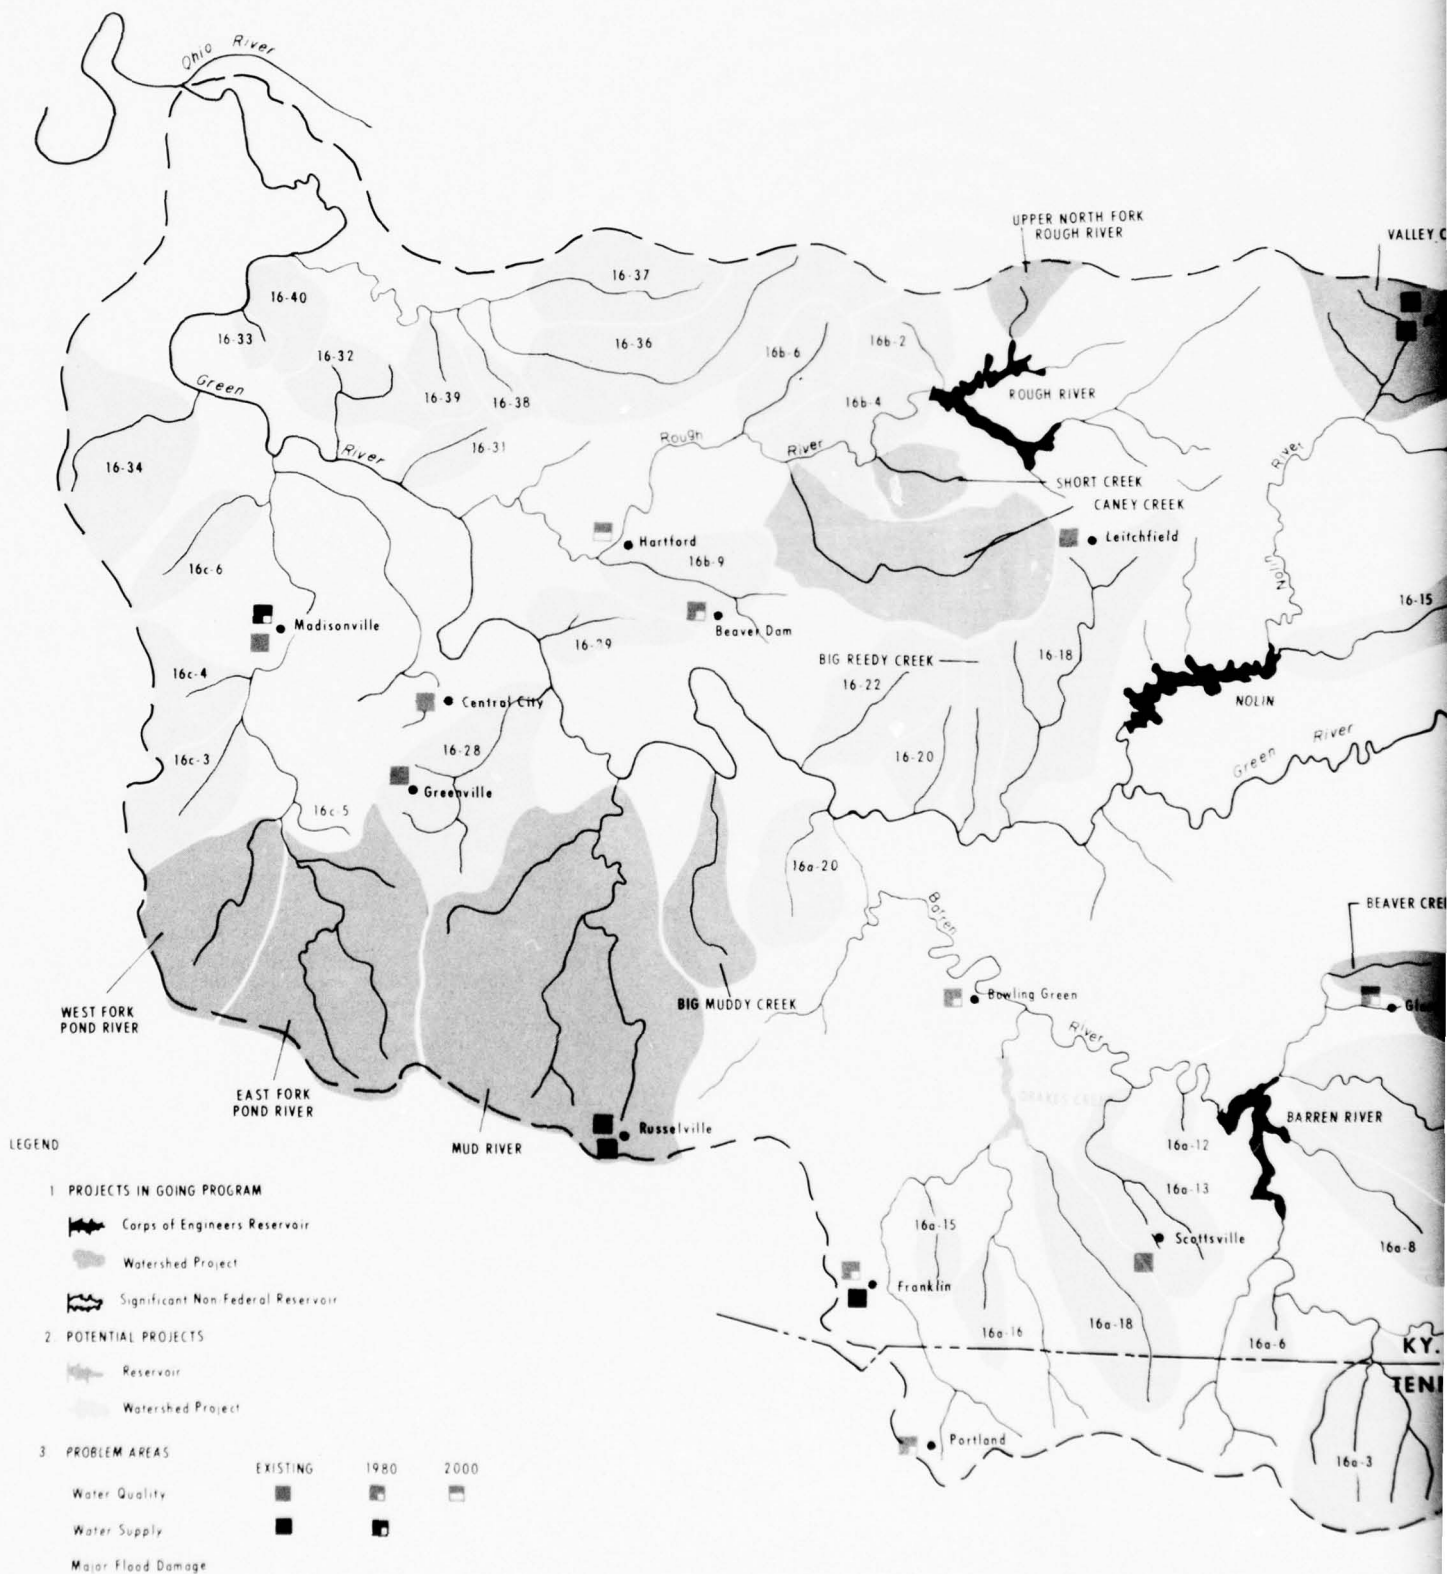 Ohio River
UPPER NORTH FORK
ROUGH RIVER
VALLEY C
16-37
16-40
16-33
16-36
16-32
16b-6
16b-2
Green
River
16-39
16-38
16b-4
ROUGH RIVER
16-31
Rough
River
River
16-34
SHORT CREEK
CANEY CREEK
Hartford
Leitchfield
16b-9
16c-6
Nolin
16-15
Madisonville
Beaver Dam
16-18
BIG REEDY CREEK
16c-4
16-22
Central City
NOLIN
16-28
16-20
Green River
16c-3
Greenville
16c-5
16a-20
Barren
BEAVER CREE
WEST FORK
POND RIVER
BIG MUDDY CREEK
Bowling Green
River
EAST FORK
POND RIVER
DRAKES CREEK
BARREN RIVER
MUD RIVER
Russelville
16a-12
16a-13
16a-15
Scottsville
16a-8
Franklin
16a-16
16a-18
16a-6
KY.
TEN
Portland
16a-3
LEGEND
1 PROJECTS IN GOING PROGRAM
Corps of Engineers Reservoir
Watershed Project
Significant Non-Federal Reservoir
2 POTENTIAL PROJECTS
Reservoir
Watershed Project
3 PROBLEM AREAS
EXISTING 1980 2000
Water Quality
Water Supply
Major Flood Damage